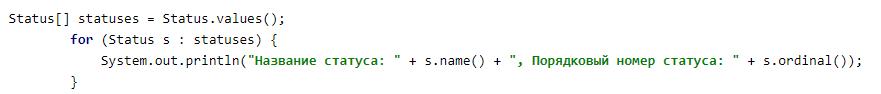 Status[] statuses = Status.values();
        for (Status s : statuses) {
            System.out.println("Название статуса: " + s.name() + ", Порядковый номер статуса: " + s.ordinal());
        }